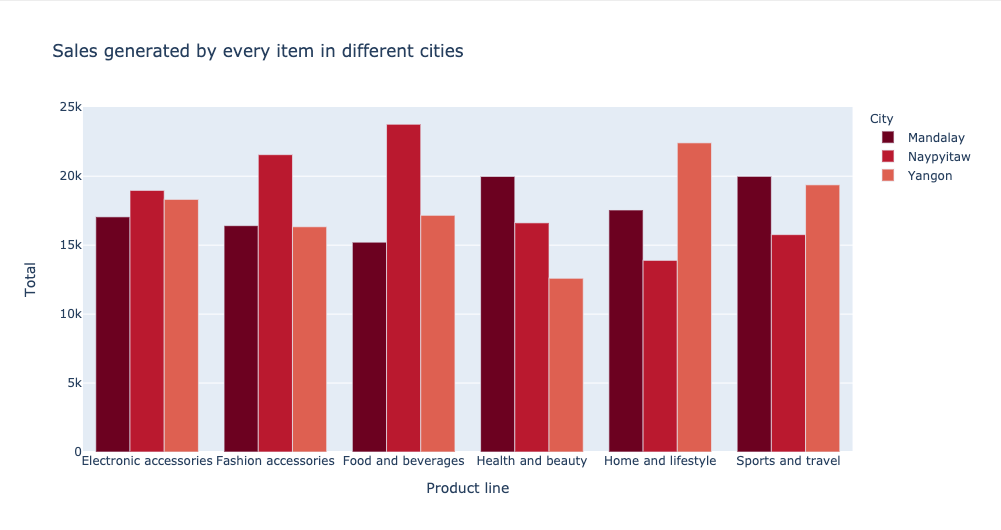 Sales generated by every item in different cities
25k
20k
15k
10k
5k
0
Total
Electronic accessories Fashion accessories Food and beverages Health and beauty Home and lifestyle Sports and travel
Product line
City
Mandalay
Naypyitaw
Yangon